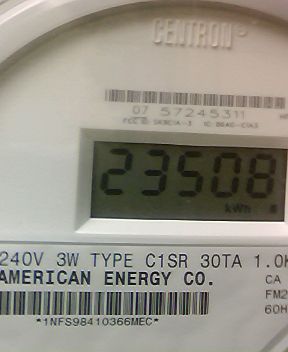 CENTRON®
07 57245311
23508
kWh
240V 3W TYPE C1SR 30TA 1.0K
AMERICAN ENERGY CO.
CA
FM2
60H
*1NFS98410366MEC*